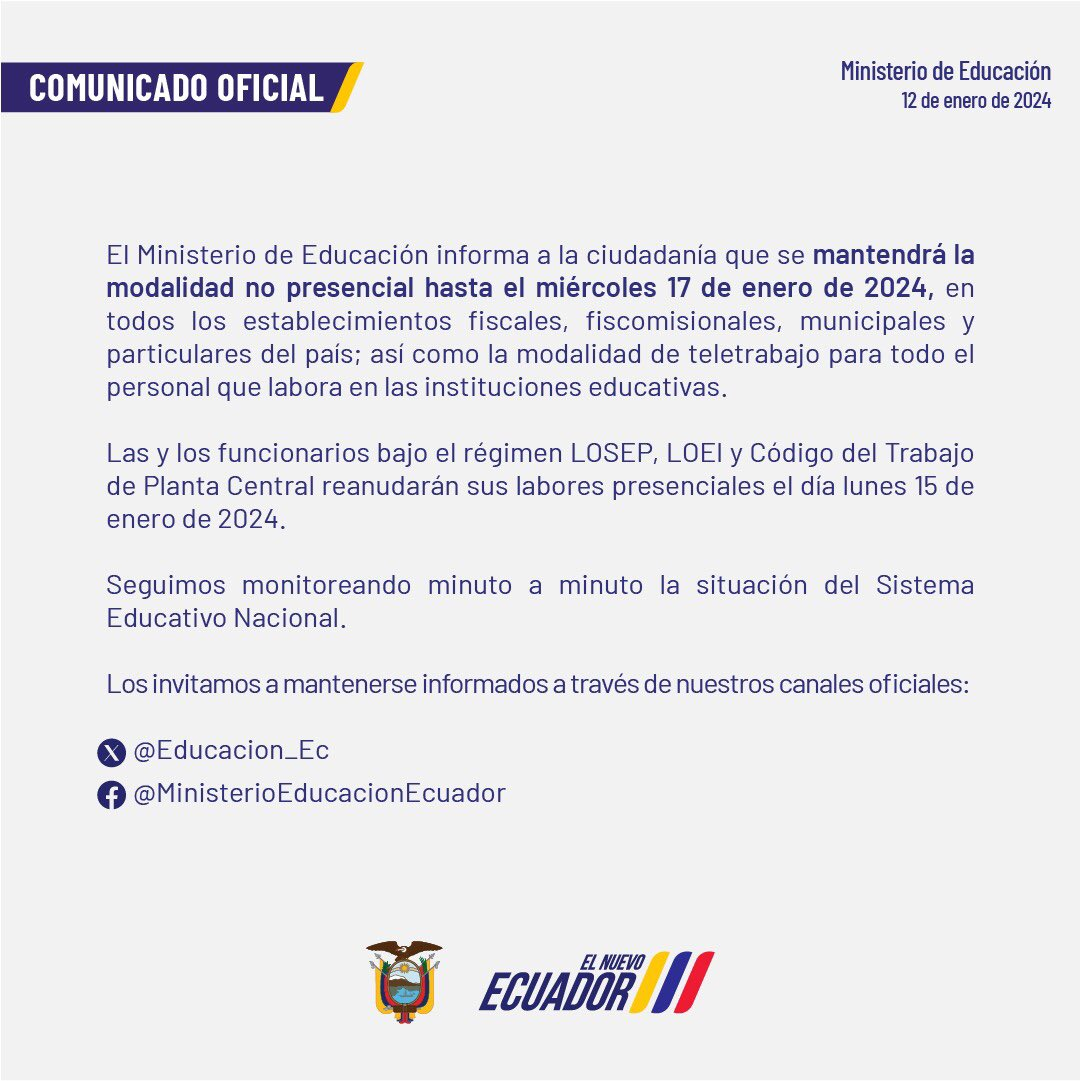 COMUNICADO OFICIAL
Ministerio de Educación
12 de enero de 2024
El Ministerio de Educación informa a la ciudadanía que se mantendrá la
modalidad no presencial hasta el miércoles 17 de enero de 2024, en
todos los establecimientos fiscales, fiscomisionales, municipales y
particulares del país; así como la modalidad de teletrabajo para todo el
personal que labora en las instituciones educativas.
Las y los funcionarios bajo el régimen LOSEP, LOEI y Código del Trabajo
de Planta Central reanudarán sus labores presenciales el día lunes 15 de
enero de 2024.
Seguimos monitoreando minuto a minuto la situación del Sistema
Educativo Nacional.
Los invitamos a mantenerse informados a través de nuestros canales oficiales:
@Educacion_Ec
@MinisterioEducacionEcuador
EL NUEVO
ECUADOR